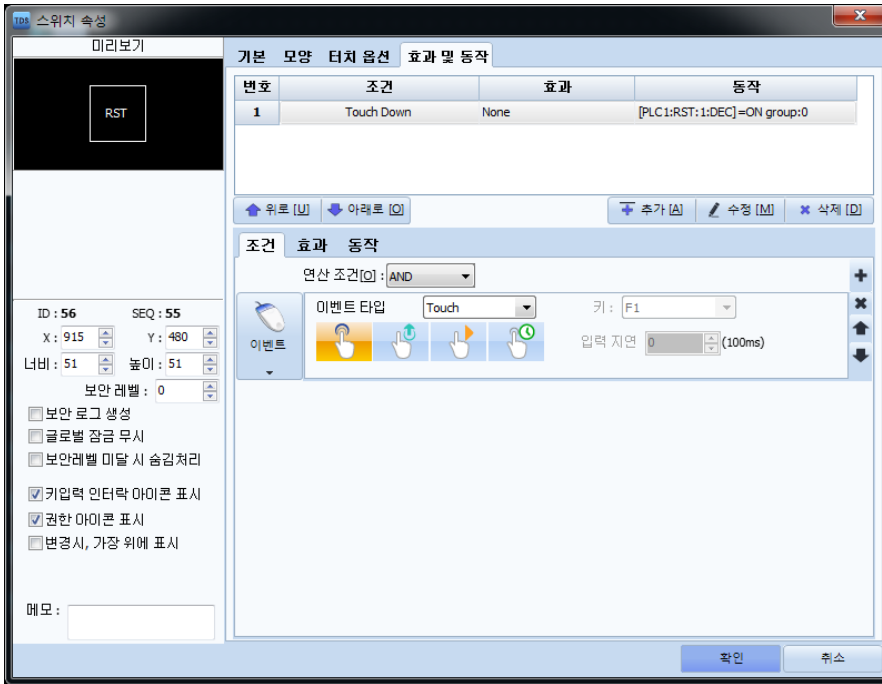 TDS 스위치 속성
미리보기
RST
기본 모양 터치 옵션 효과 및 동작
번호 조건 효과 동작
1 Touch Down None [PLC1:RST:1:DEC]=ON group:0
위로 [U] 아래로 [O] 추가 [A] 수정 [M] 삭제 [D]
조건 효과 동작
연산 조건[O] : AND
이벤트
이벤트 타입 Touch 키 : F1
입력 지연 0 (100ms)
ID : 56 SEQ : 55
X : 915 Y : 480
너비 : 51 높이 : 51
보안 레벨 : 0
보안 로그 생성
글로벌 잠금 무시
보안레벨 미달 시 숨김처리
키입력 인터락 아이콘 표시
권한 아이콘 표시
변경시, 가장 위에 표시
메모 :
확인 취소